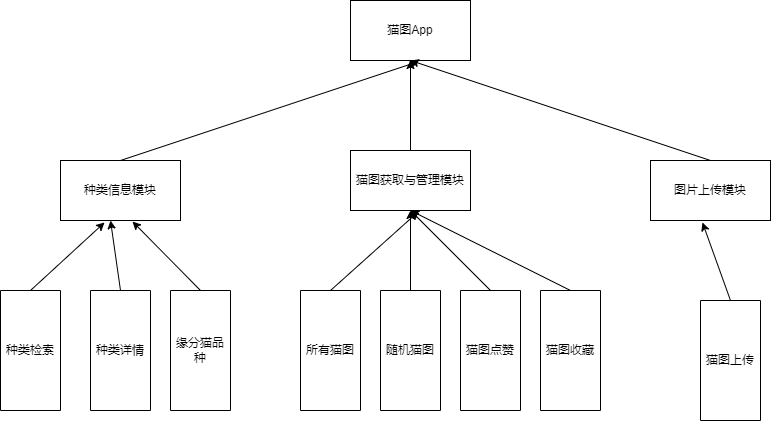 猫图App
种类信息模块
猫图获取与管理模块
图片上传模块
种类检索
种类详情
缘分猫品
种
所有猫图
随机猫图
猫图点赞
猫图收藏
猫图上传